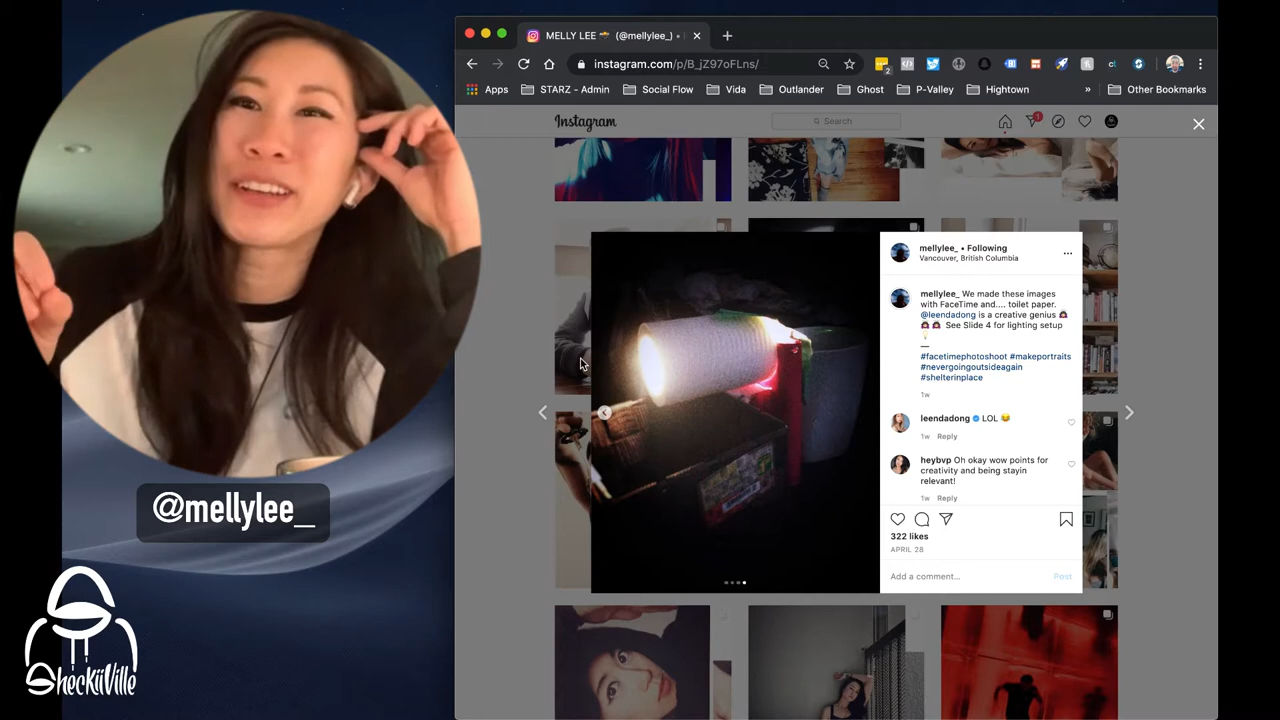 @mellylee_
SheckiiVille
MELLY LEE (@mellylee_) •
instagram.com/p/B_jZ97oFLns/
2
Apps
STARZ - Admin
Social Flow
Vida
Outlander
Ghost
P-Valley
Hightown
»
Other Bookmarks
Instagram
Search
1
mellylee_ • Following
Vancouver, British Columbia
mellylee_ We made these images
with FaceTime and.... toilet paper.
@leendadong is a creative genius
See Slide 4 for lighting setup
—
#facetimephotoshoot #makeportraits
#nevergoingoutsideagain
#shelterinplace
1w
leendadong LOL 😂
1w Reply
heybvp Oh okay wow points for
creativity and being stayin
relevant!
1w Reply
322 likes
APRIL 28
Add a comment...
Post